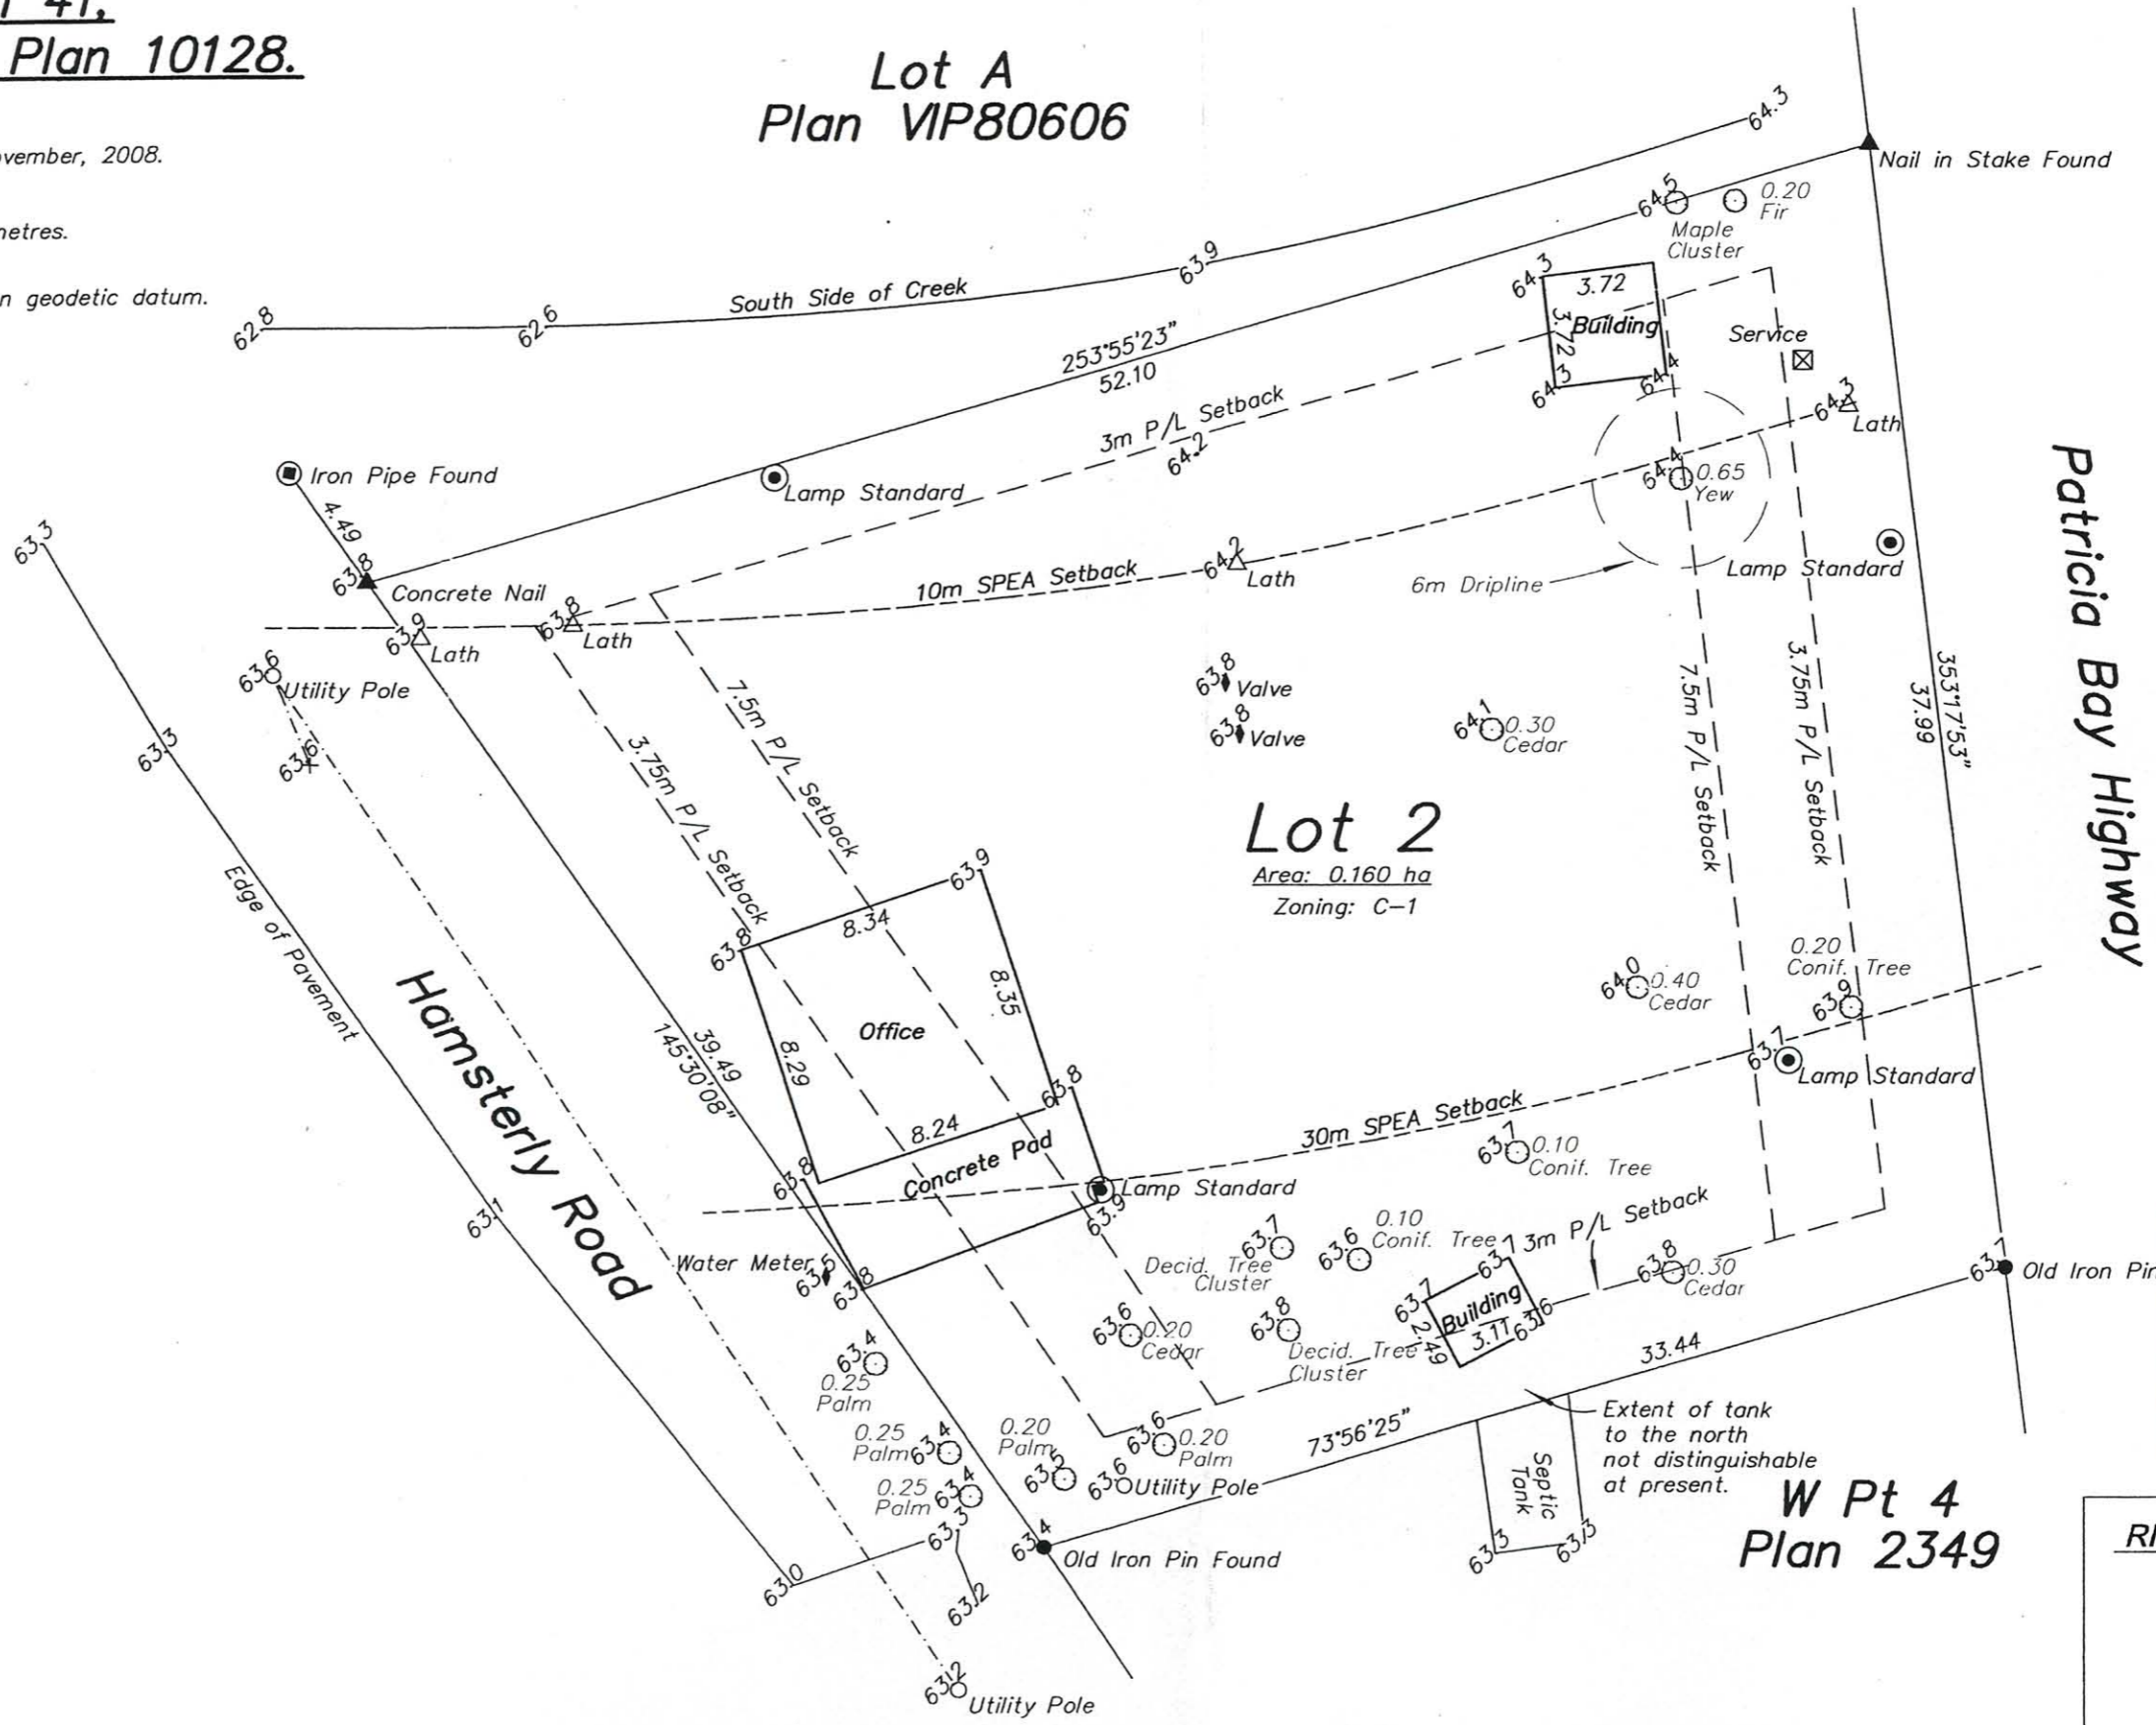 Plan 10128.
vember, 2008.
netres.
n geodetic datum.
Lot A
Plan VIP80606
64.3
Nail in Stake Found
64.5
0.20
Fir
Maple
Cluster
63.9
62.8
62.6
South Side of Creek
253°55'23"
52.10
64.3
3.72
3.72
Building
64.3
64.4
Service
64.3
Lath
3m P/L Setback
64.2
Iron Pipe Found
4.49
Lamp Standard
64.4
0.65
Yew
63.3
63.8
Concrete Nail
10m SPEA Setback
64.2
Lath
6m Dripline
Lamp Standard
63.9
Lath
63.8
Lath
63.6
Utility Pole
63.6
63.3
7.5m P/L Setback
3.75m P/L Setback
63.8
Valve
63.8
Valve
64.1
0.30
Cedar
7.5m P/L Setback
3.75m P/L Setback
353°17'53"
37.99
Patricia Bay Highway
Lot 2
Area: 0.160 ha
Zoning: C-1
Edge of Pavement
Hamsterly Road
63.9
8.34
63.8
8.35
Office
8.29
39.49
145°30'08"
64.0
0.40
Cedar
0.20
Conif. Tree
63.9
63.7
Lamp Standard
63.8
8.24
Concrete Pad
63.8
30m SPEA Setback
63.7
0.10
Conif. Tree
Lamp Standard
63.9
63.1
Water Meter
63.5
63.8
63.7
Decid. Tree
Cluster
63.6
0.10
Conif. Tree
3m P/L Setback
63.7
63.7
Building
2.49
3.11
63.6
63.8
0.30
Cedar
63.7
Old Iron Pin
63.6
0.20
Cedar
63.8
Decid. Tree
Cluster
33.44
63.4
0.25
Palm
0.25
Palm
63.4
0.25
Palm
63.4
0.20
Palm
63.5
63.6
0.20
Palm
63.6
Utility Pole
73°56'25"
Extent of tank
to the north
not distinguishable
at present.
Septic
Tank
63.3
63.3
W Pt 4
Plan 2349
63.3
63.4
Old Iron Pin Found
63.0
63.2
63.2
Utility Pole